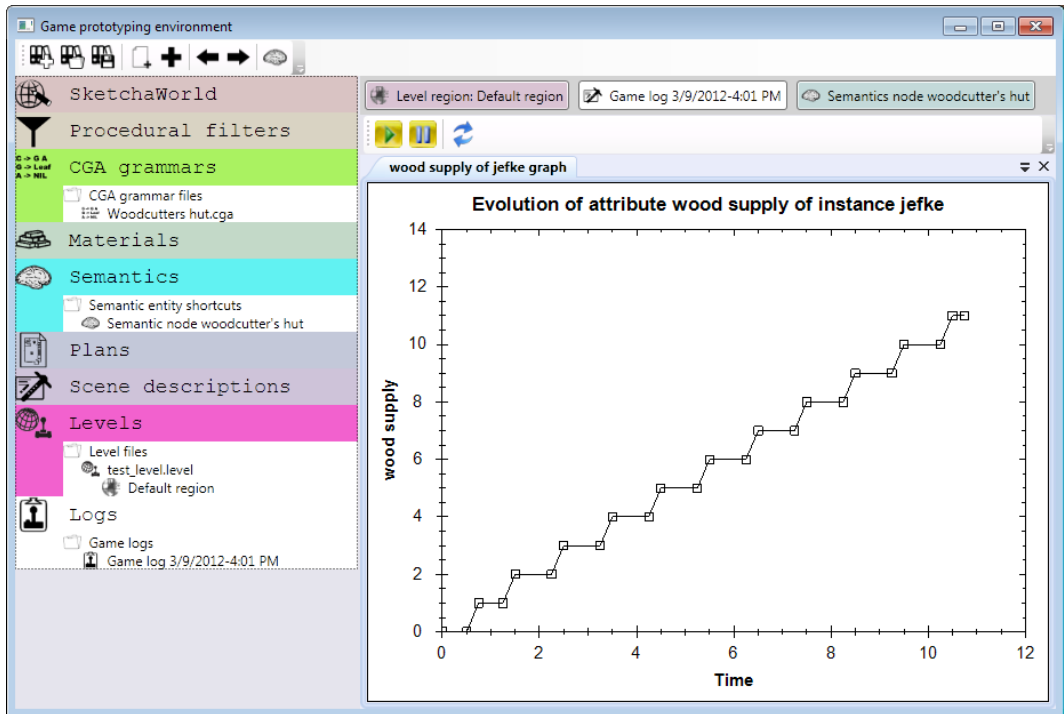 Game prototyping environment
SketchaWorld
Procedural filters
C -> G A
G -> Leaf
A -> NIL
CGA grammars
CGA grammar files
Woodcutters hut.cga
Materials
Semantics
Semantic entity shortcuts
Semantic node woodcutter's hut
Plans
Scene descriptions
Levels
Level files
test_level.level
Default region
Logs
Game logs
Game log 3/9/2012-4:01 PM
Level region: Default region
Game log 3/9/2012-4:01 PM
Semantics node woodcutter's hut
wood supply of jefke graph
Evolution of attribute wood supply of instance jefke
14
12
10
8
6
4
2
0
wood supply
0 2 4 6 8 10 12
Time